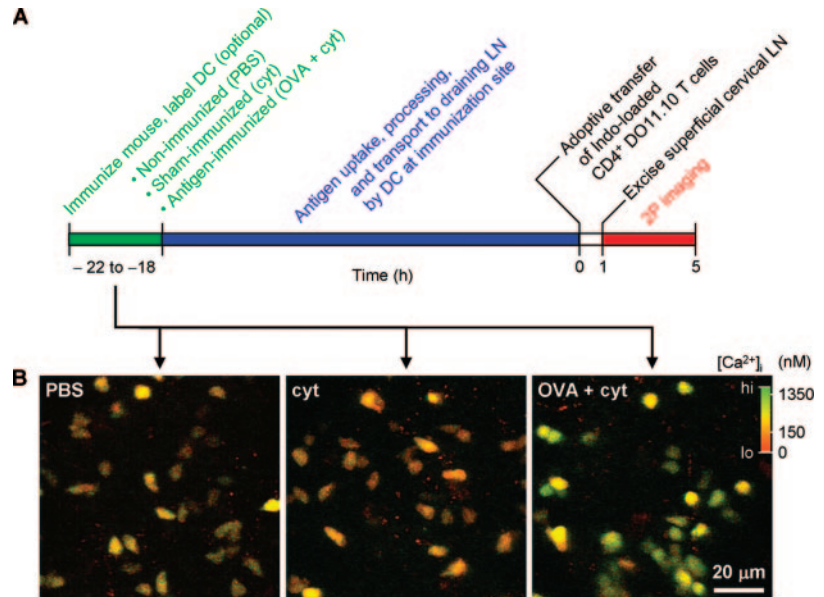 A
Immunize mouse, label DC (optional)
• Non-immunized (PBS)
• Sham-immunized (cyt)
• Antigen-immunized (OVA + cyt)
Antigen uptake, processing,
and transport to draining LN
by DC at immunization site
Adoptive transfer
of Indo-loaded
CD4⁺ DO11.10 T cells
Excise superficial cervical LN
2P imaging
– 22 to –18
Time (h)
0
1
5
B
PBS
cyt
OVA + cyt
[Ca²⁺]ᵢ (nM)
hi
1350
150
lo
0
20 µm